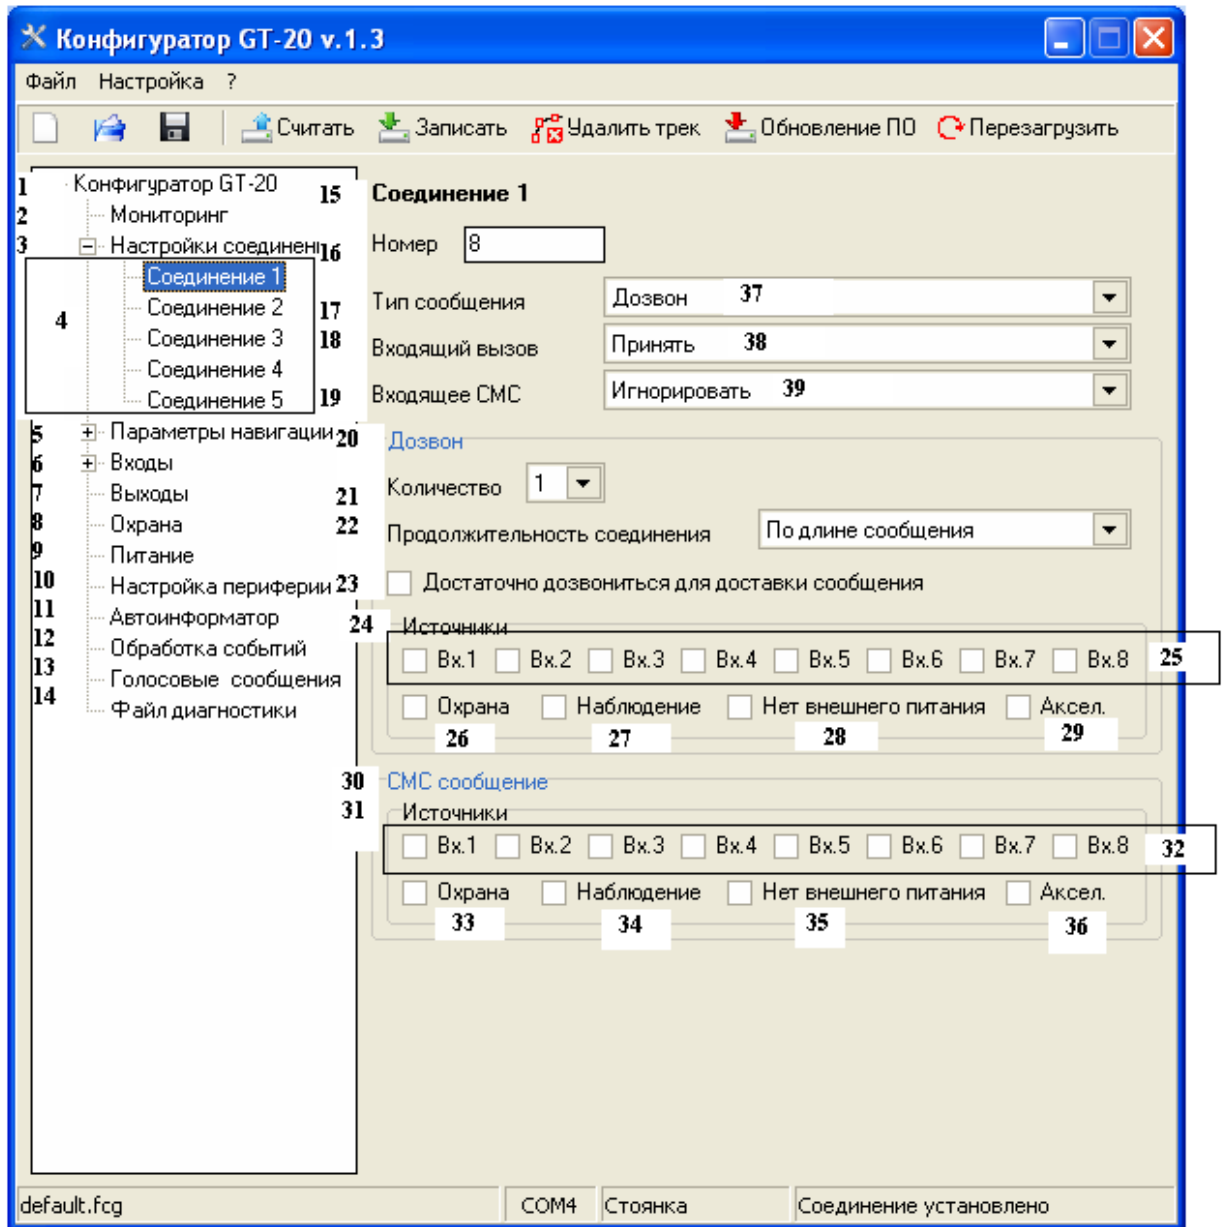 Конфигуратор GT-20 v.1.3
Файл Настройка ?
Считать Записать Удалить трек Обновление ПО Перезагрузить
1 Конфигуратор GT-20
2 Мониторинг
3 Настройки соединен
4
Соединение 1
Соединение 2
Соединение 3
Соединение 4
Соединение 5
5 Параметры навигации
6 Входы
7 Выходы
8 Охрана
9 Питание
10 Настройка периферии
11 Автоинформатор
12 Обработка событий
13 Голосовые сообщения
14 Файл диагностики
15 Соединение 1
16 Номер 8
17 Тип сообщения Дозвон 37
18 Входящий вызов Принять 38
19 Входящее СМС Игнорировать 39
20 Дозвон
21 Количество 1
22 Продолжительность соединения По длине сообщения
23 Достаточно дозвониться для доставки сообщения
24 Источники
Вх.1 Вх.2 Вх.3 Вх.4 Вх.5 Вх.6 Вх.7 Вх.8 25
Охрана Наблюдение Нет внешнего питания Аксел.
26 27 28 29
30 СМС сообщение
31 Источники
Вх.1 Вх.2 Вх.3 Вх.4 Вх.5 Вх.6 Вх.7 Вх.8 32
Охрана Наблюдение Нет внешнего питания Аксел.
33 34 35 36
default.fcg COM4 Стоянка Соединение установлено